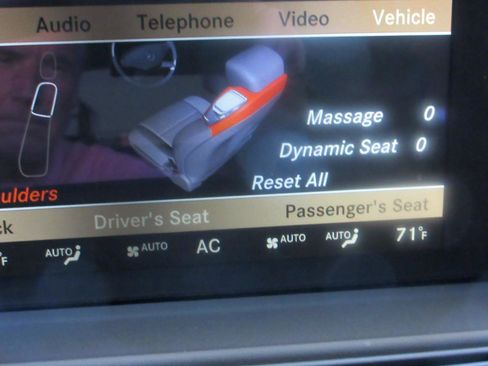 Audio Telephone Video Vehicle
Massage 0
Dynamic Seat 0
Reset All
ulders
ck Driver's Seat Passenger's Seat
°F AUTO AUTO AC AUTO AUTO 71°F